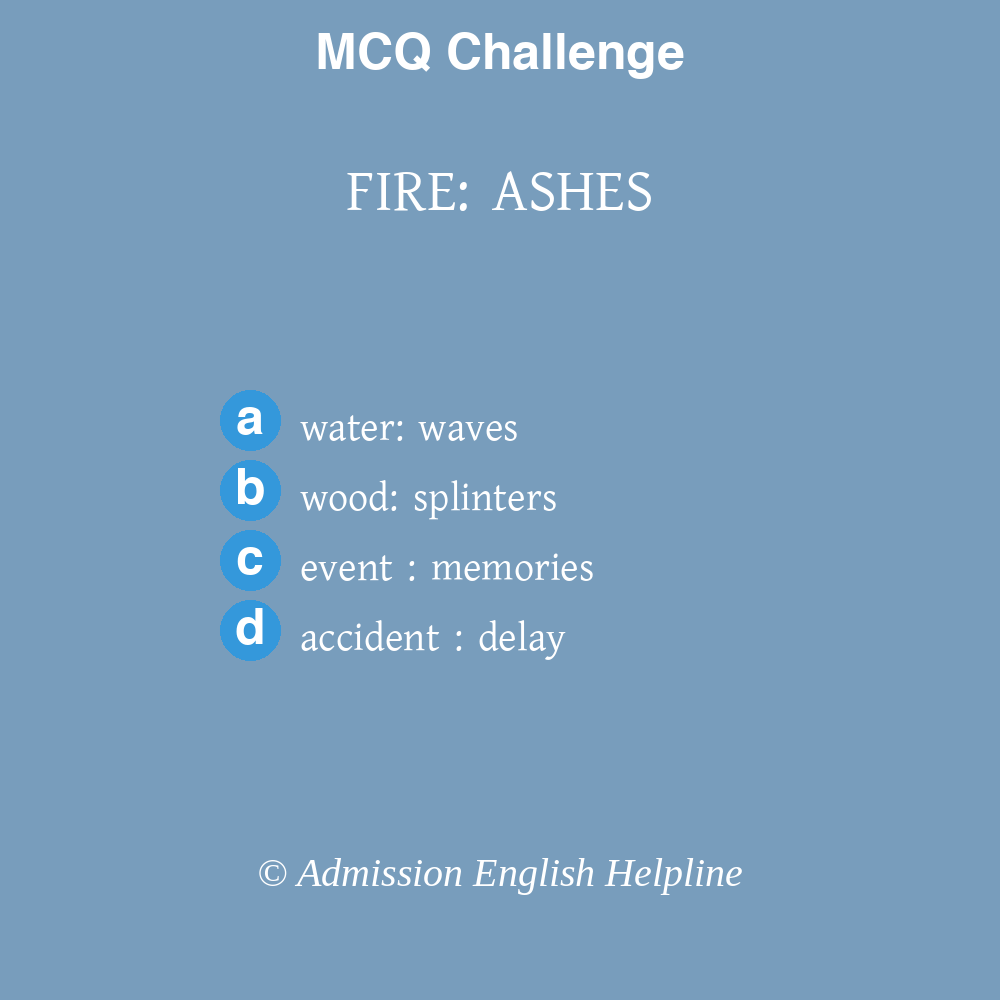 MCQ Challenge
FIRE: ASHES
a water: waves
b wood: splinters
c event : memories
d accident : delay
© Admission English Helpline